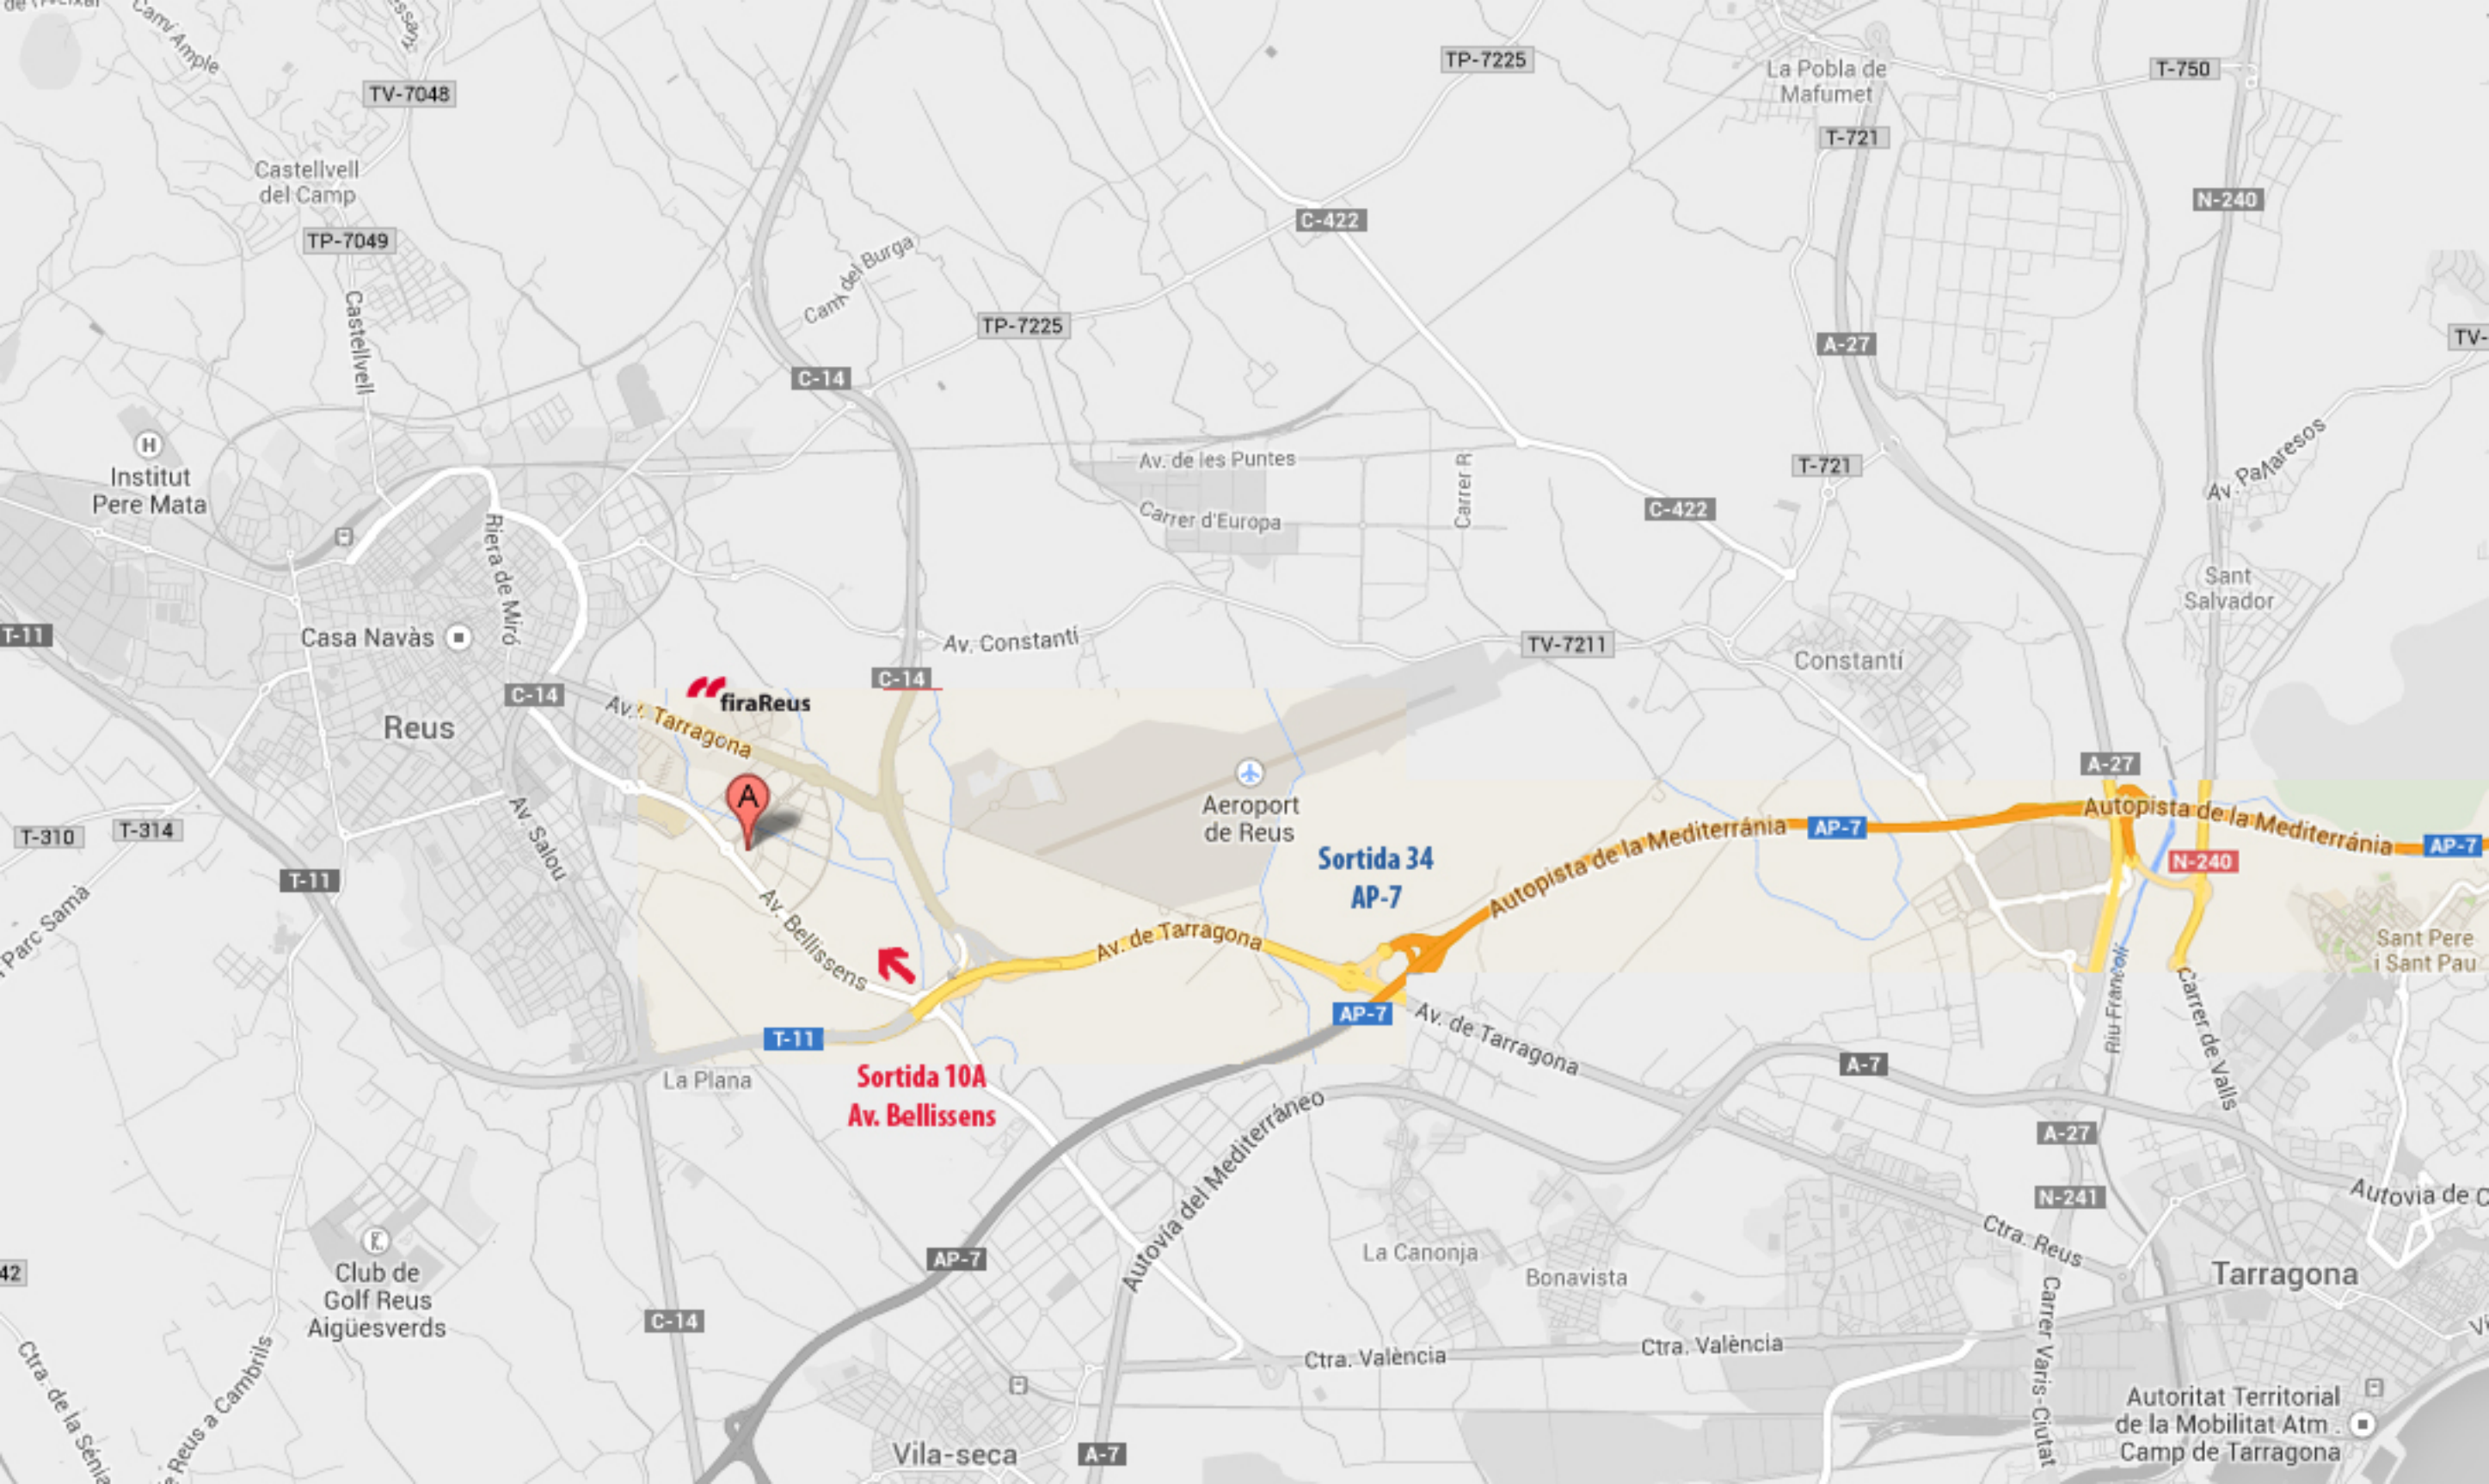 Camí Ample
TP-7225
La Pobla de
Mafumet
T-750
TV-7048
T-721
Castellvell
del Camp
N-240
C-422
TP-7049
Camí del Burga
TP-7225
Castellvell
A-27
TV-
C-14
H
Institut
Pere Mata
Av. de les Puntes
Carrer R
T-721
Av. Pallaresos
Carrer d'Europa
C-422
Riera de Miró
Sant
Salvador
T-11
Casa Navàs
Av. Constantí
TV-7211
Constantí
C-14
C-14
firaReus
Av.
Tarragona
Reus
A-27
A
Aeroport
de Reus
Autopista de la Mediterrània
AP-7
Autopista de la Mediterrània
AP-7
T-310
T-314
Av. Salou
Sortida 34
AP-7
N-240
T-11
Parc Samà
Av. Bellissens
Av. de Tarragona
Sant Pere
i Sant Pau
AP-7
Av. de Tarragona
Riu Francolí
Carrer de Valls
T-11
La Plana
Sortida 10A
Av. Bellissens
A-7
Autovía del Mediterráneo
A-27
N-241
Autovia de
Ctra. Reus
AP-7
La Canonja
Bonavista
Tarragona
42
Club de
Golf Reus
Aigüesverds
C-14
Ctra. València
Ctra. València
Carrer Varis-Ciutat
Ctra. de la Sénia
Reus a Cambrils
Vila-seca
A-7
Autoritat Territorial
de la Mobilitat Atm .
Camp de Tarragona